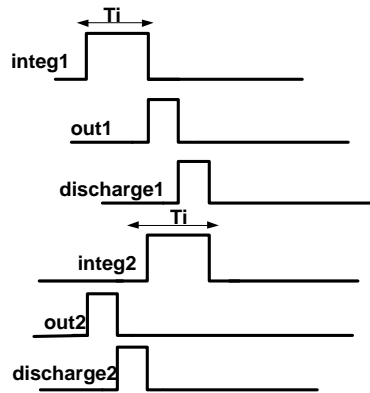 Ti
integ1
out1
discharge1
Ti
integ2
out2
discharge2